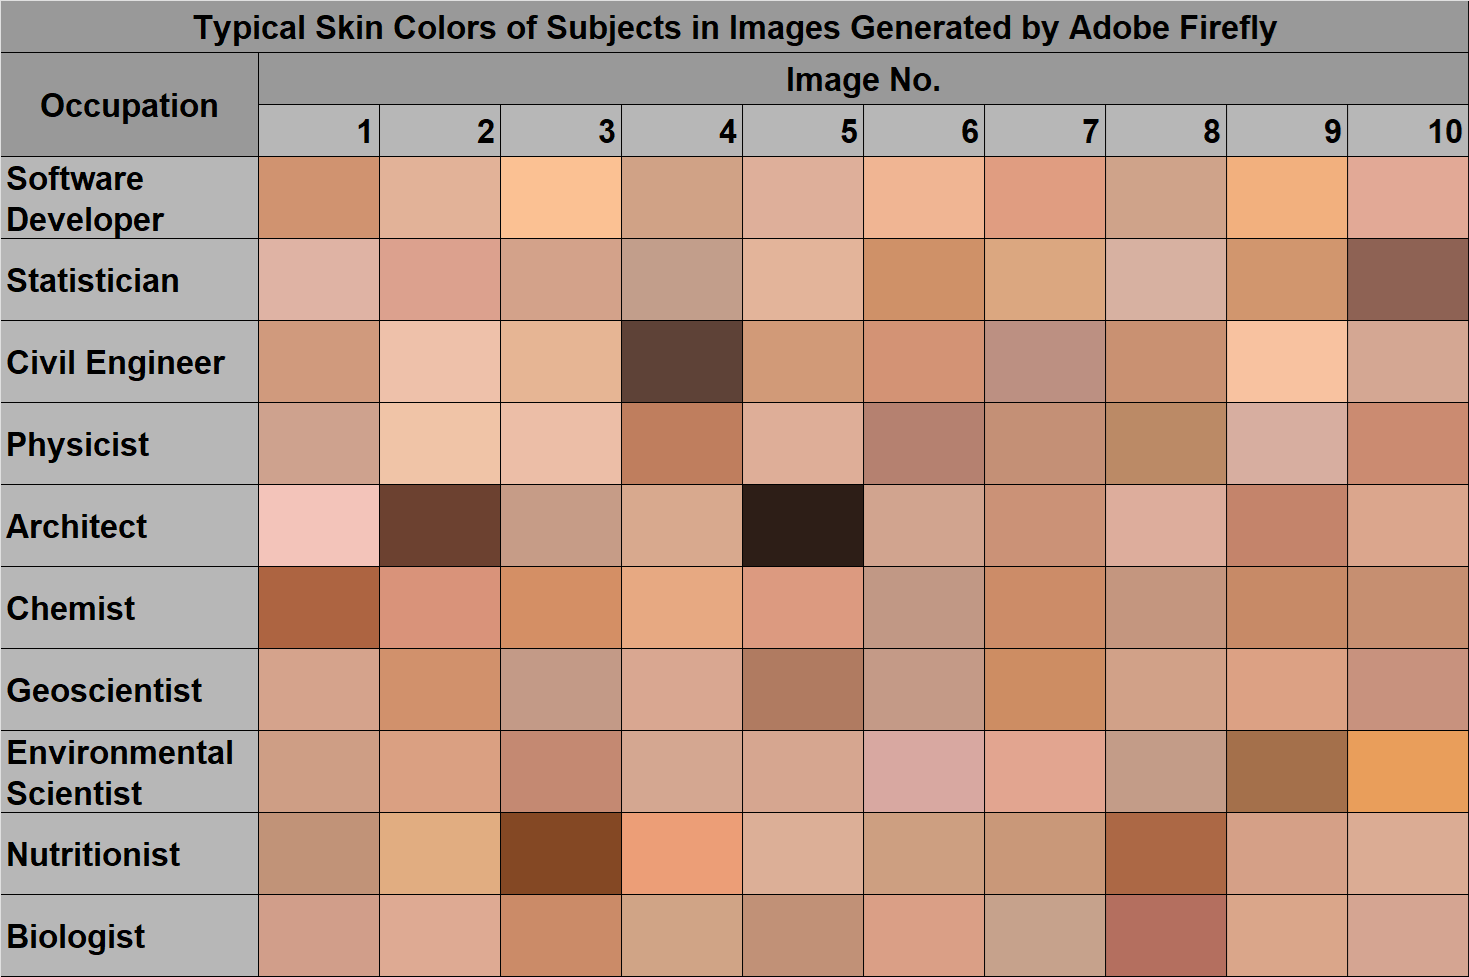 Typical Skin Colors of Subjects in Images Generated by Adobe Firefly
Occupation
Image No.
1 2 3 4 5 6 7 8 9 10
Software
Developer
Statistician
Civil Engineer
Physicist
Architect
Chemist
Geoscientist
Environmental
Scientist
Nutritionist
Biologist